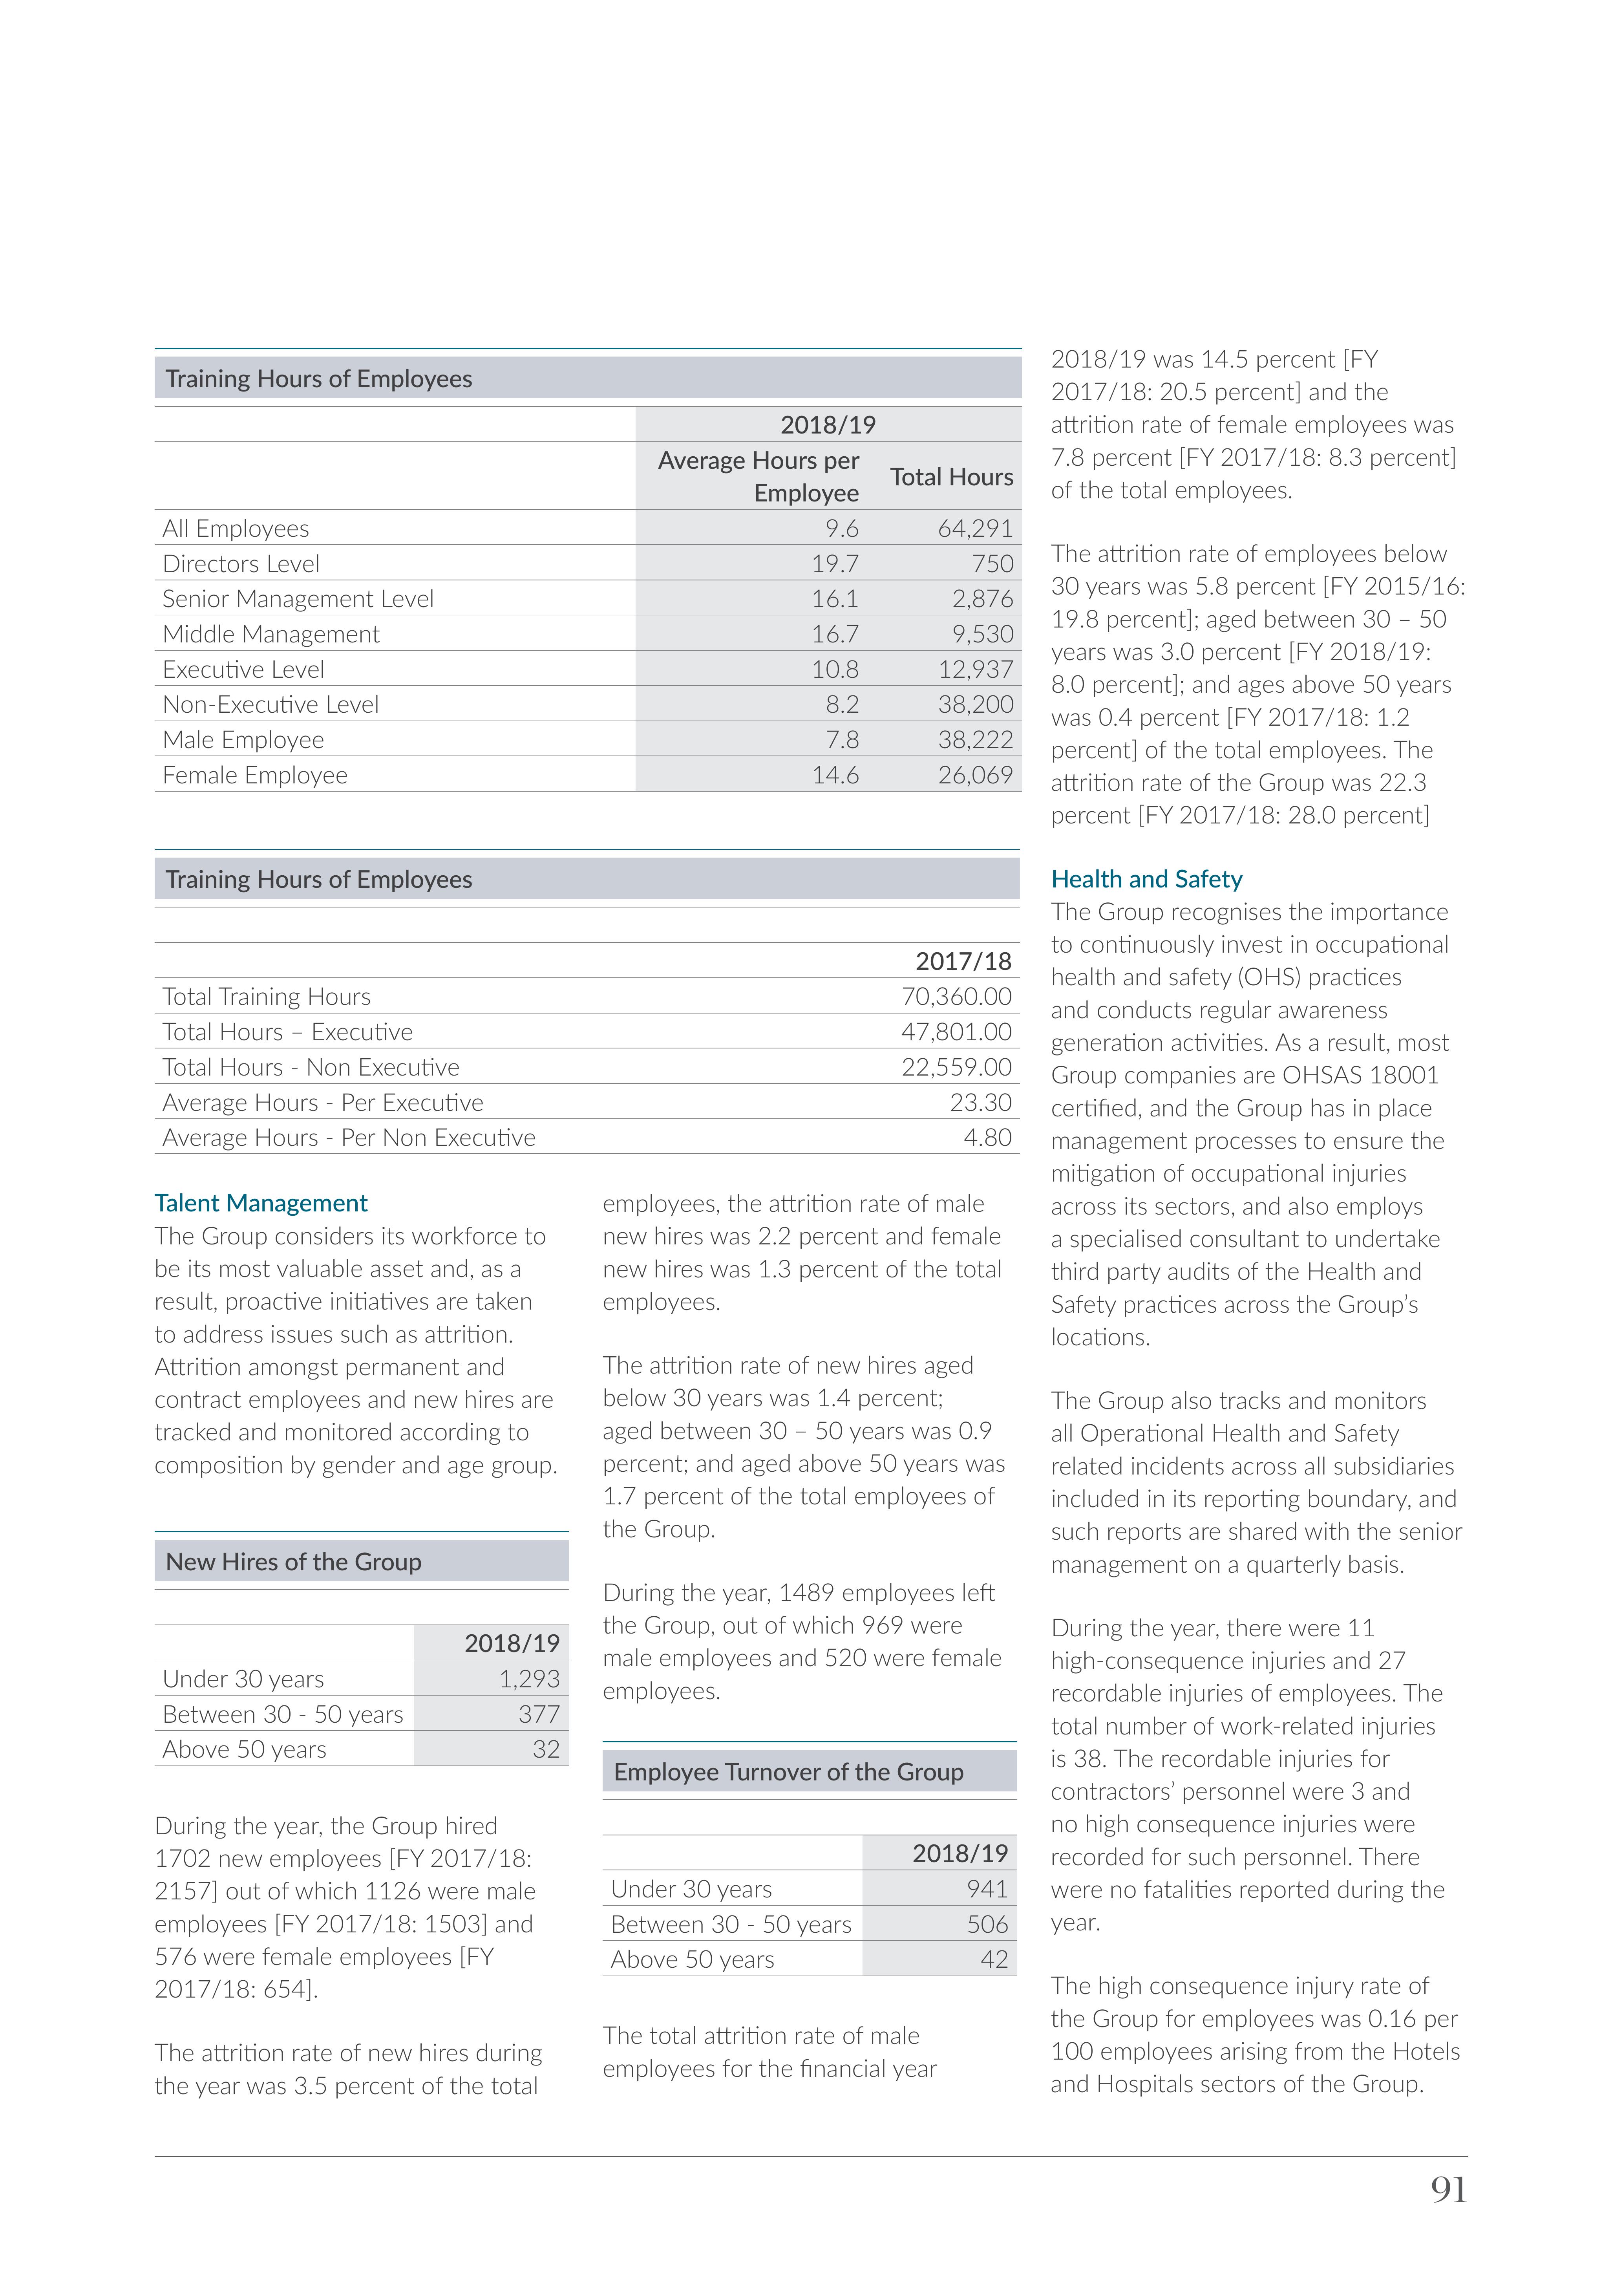 Training Hours of Employees
2018/19
Average Hours per Employee Total Hours
All Employees 9.6 64,291
Directors Level 19.7 750
Senior Management Level 16.1 2,876
Middle Management 16.7 9,530
Executive Level 10.8 12,937
Non-Executive Level 8.2 38,200
Male Employee 7.8 38,222
Female Employee 14.6 26,069
Training Hours of Employees
2017/18
Total Training Hours 70,360.00
Total Hours – Executive 47,801.00
Total Hours - Non Executive 22,559.00
Average Hours - Per Executive 23.30
Average Hours - Per Non Executive 4.80
Talent Management
The Group considers its workforce to
be its most valuable asset and, as a
result, proactive initiatives are taken
to address issues such as attrition.
Attrition amongst permanent and
contract employees and new hires are
tracked and monitored according to
composition by gender and age group.
New Hires of the Group
2018/19
Under 30 years 1,293
Between 30 - 50 years 377
Above 50 years 32
During the year, the Group hired
1702 new employees [FY 2017/18:
2157] out of which 1126 were male
employees [FY 2017/18: 1503] and
576 were female employees [FY
2017/18: 654].
The attrition rate of new hires during
the year was 3.5 percent of the total
employees, the attrition rate of male
new hires was 2.2 percent and female
new hires was 1.3 percent of the total
employees.
The attrition rate of new hires aged
below 30 years was 1.4 percent;
aged between 30 – 50 years was 0.9
percent; and aged above 50 years was
1.7 percent of the total employees of
the Group.
During the year, 1489 employees left
the Group, out of which 969 were
male employees and 520 were female
employees.
Employee Turnover of the Group
2018/19
Under 30 years 941
Between 30 - 50 years 506
Above 50 years 42
The total attrition rate of male
employees for the financial year
2018/19 was 14.5 percent [FY
2017/18: 20.5 percent] and the
attrition rate of female employees was
7.8 percent [FY 2017/18: 8.3 percent]
of the total employees.
The attrition rate of employees below
30 years was 5.8 percent [FY 2015/16:
19.8 percent]; aged between 30 – 50
years was 3.0 percent [FY 2018/19:
8.0 percent]; and ages above 50 years
was 0.4 percent [FY 2017/18: 1.2
percent] of the total employees. The
attrition rate of the Group was 22.3
percent [FY 2017/18: 28.0 percent]
Health and Safety
The Group recognises the importance
to continuously invest in occupational
health and safety (OHS) practices
and conducts regular awareness
generation activities. As a result, most
Group companies are OHSAS 18001
certified, and the Group has in place
management processes to ensure the
mitigation of occupational injuries
across its sectors, and also employs
a specialised consultant to undertake
third party audits of the Health and
Safety practices across the Group's
locations.
The Group also tracks and monitors
all Operational Health and Safety
related incidents across all subsidiaries
included in its reporting boundary, and
such reports are shared with the senior
management on a quarterly basis.
During the year, there were 11
high-consequence injuries and 27
recordable injuries of employees. The
total number of work-related injuries
is 38. The recordable injuries for
contractors' personnel were 3 and
no high consequence injuries were
recorded for such personnel. There
were no fatalities reported during the
year.
The high consequence injury rate of
the Group for employees was 0.16 per
100 employees arising from the Hotels
and Hospitals sectors of the Group.
91